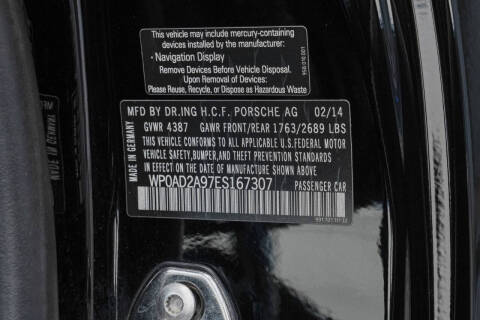 This vehicle may include mercury-containing
devices installed by the manufacturer:
• Navigation Display
Remove Devices Before Vehicle Disposal.
Upon Removal of Devices:
Please Reuse, Recycle, or Dispose as Hazardous Waste
958 010 001
MFD BY DR.ING H.C.F. PORSCHE AG 02/14
GVWR 4387 GAWR FRONT/REAR 1763/2689 LBS
THIS VEHICLE CONFORMS TO ALL APPLICABLE U.S.FEDERAL MOTOR
VEHICLE SAFETY,BUMPER,AND THEFT PREVENTION STANDARDS IN
EFFECT ON THE DATE OF MANUFACTURE SHOWN ABOVE.
WP0AD2A97ES167307 PASSENGER CAR
MADE IN GERMANY